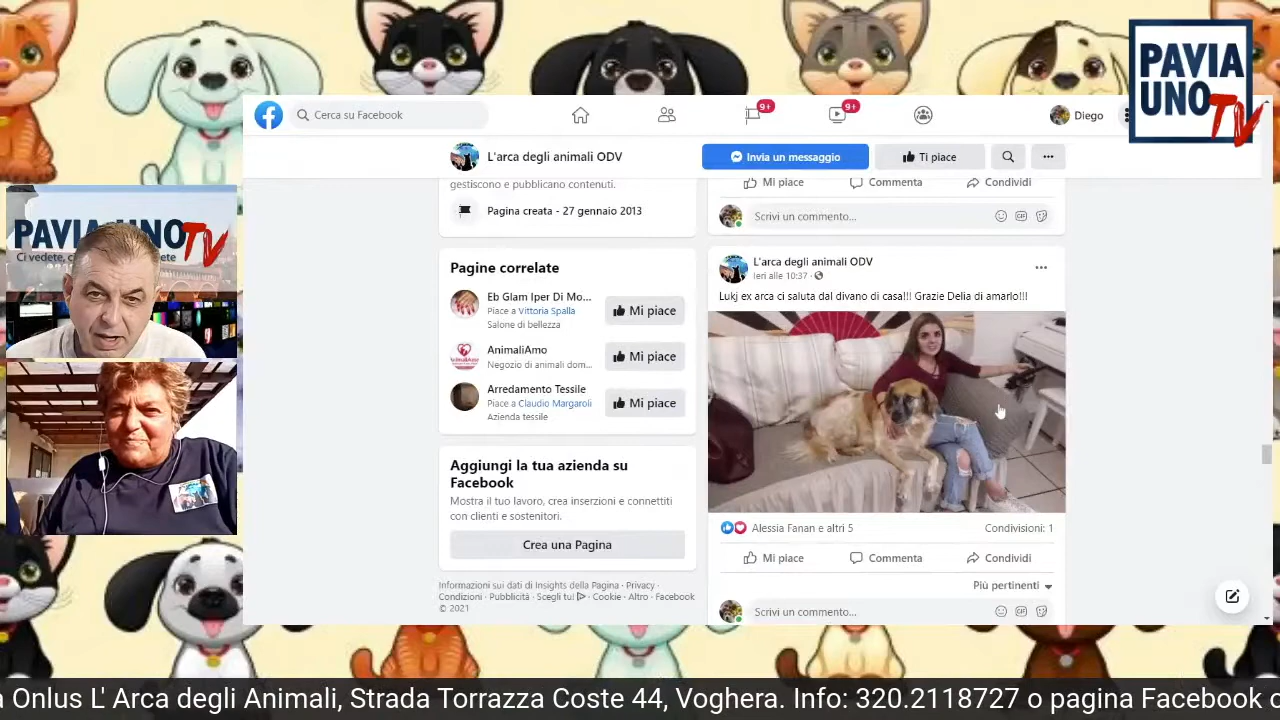 PAVIA
UNO TV
Cerca su Facebook
9+
9+
Diego
L'arca degli animali ODV
Invia un messaggio
Ti piace
gestiscono e pubblicano contenuti.
Pagina creata - 27 gennaio 2013
Pagine correlate
Eb Glam Iper Di Mo...
Piace a Vittoria Spalla
Salone di bellezza
Mi piace
AnimaliAmo
Negozio di animali dom...
Mi piace
Arredamento Tessile
Piace a Claudio Margaroli
Azienda tessile
Mi piace
Aggiungi la tua azienda su
Facebook
Mostra il tuo lavoro, crea inserzioni e connettiti
con clienti e sostenitori.
Crea una Pagina
Informazioni sui dati di Insights della Pagina · Privacy ·
Condizioni · Pubblicità · Scegli tu! · Cookie · Altro · Facebook
© 2021
Mi piace Commenta Condividi
Scrivi un commento...
GIF
L'arca degli animali ODV
Ieri alle 10:37 ·
Lukj ex arca ci saluta dal divano di casa!! Grazie Delia di amarlo!!!
Alessia Fanan e altri 5 Condivisioni: 1
Mi piace Commenta Condividi
Più pertinenti
Scrivi un commento...
GIF
PAVIA UNO TV
Ci vedete,
Onlus L' Arca degli Animali, Strada Torrazza Coste 44, Voghera. Info: 320.2118727 o pagina Facebook